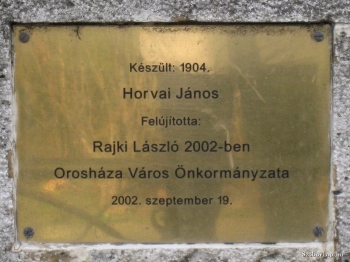 Készült: 1904.
Horvai János
Felújította:
Rajki László 2002-ben
Orosháza Város Önkormányzata
2002. szeptember 19.